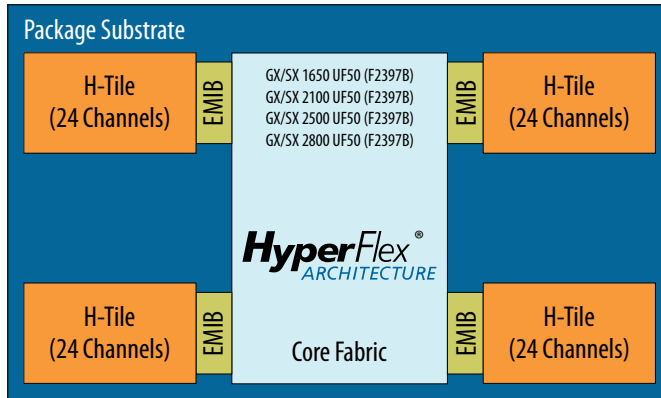 Package Substrate
H-Tile
(24 Channels)
EMIB
GX/SX 1650 UF50 (F2397B)
GX/SX 2100 UF50 (F2397B)
GX/SX 2500 UF50 (F2397B)
GX/SX 2800 UF50 (F2397B)
EMIB
H-Tile
(24 Channels)
HyperFlex®
ARCHITECTURE
H-Tile
(24 Channels)
EMIB
Core Fabric
EMIB
H-Tile
(24 Channels)